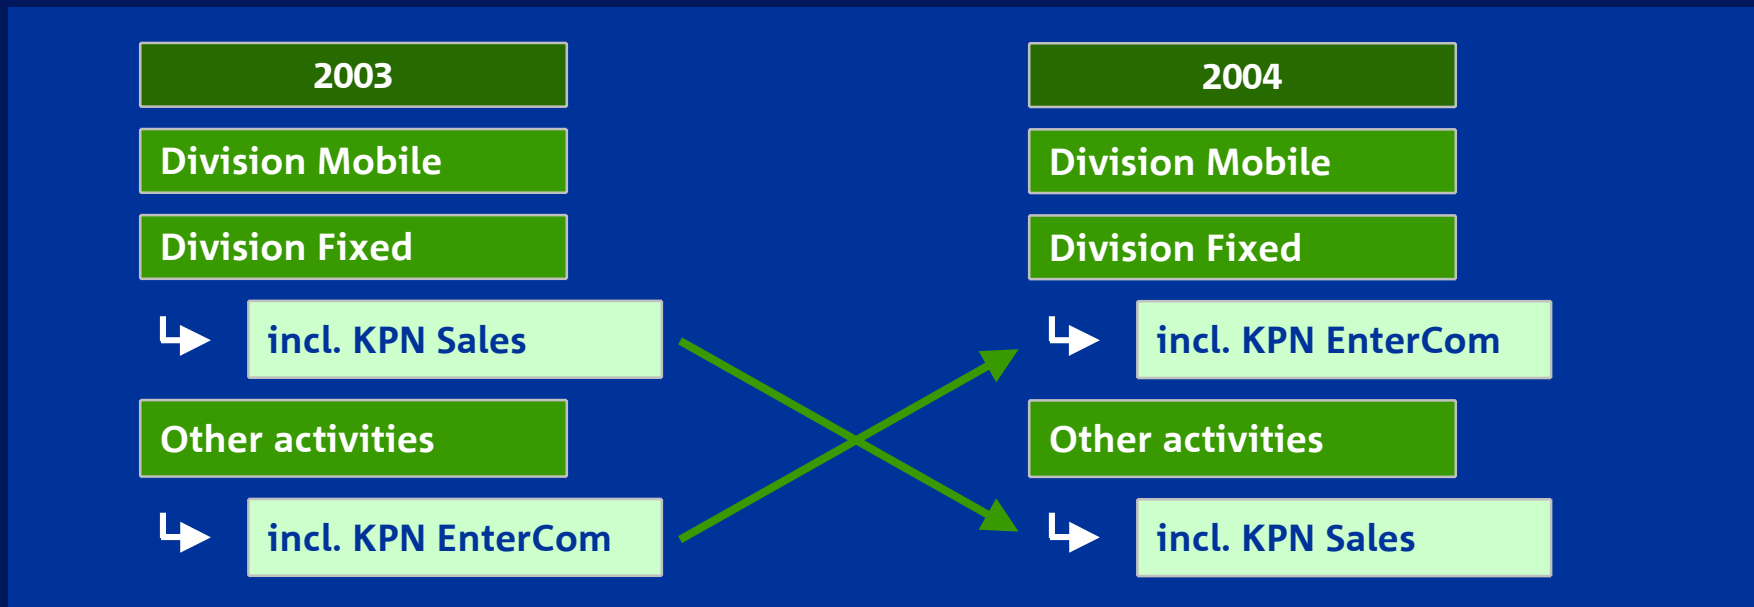 2003
Division Mobile
Division Fixed
incl. KPN Sales
Other activities
incl. KPN EnterCom
2004
Division Mobile
Division Fixed
incl. KPN EnterCom
Other activities
incl. KPN Sales